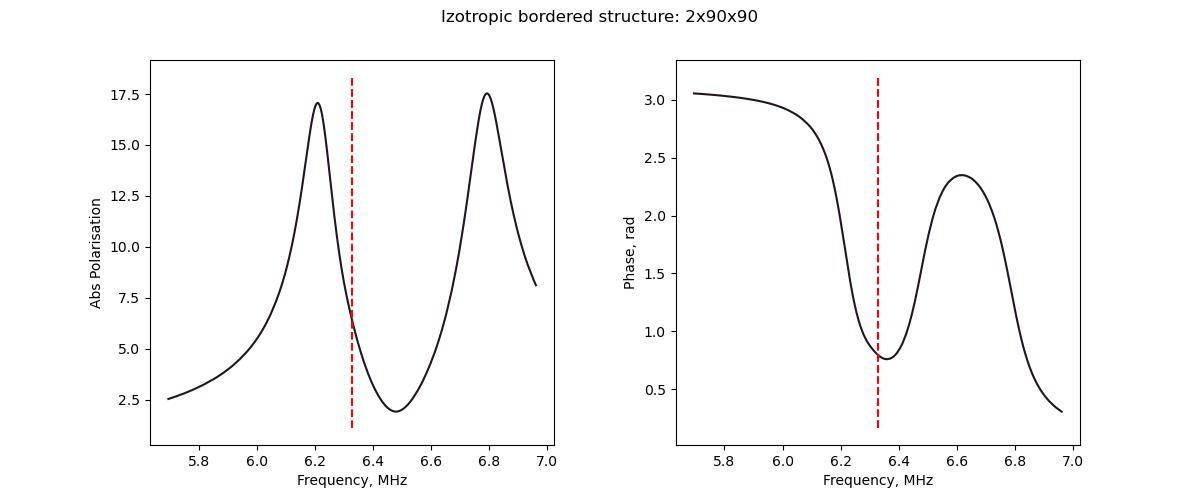 Izotropic bordered structure: 2x90x90
Abs Polarisation
17.5
15.0
12.5
10.0
7.5
5.0
2.5
5.8 6.0 6.2 6.4 6.6 6.8 7.0
Frequency, MHz
Phase, rad
3.0
2.5
2.0
1.5
1.0
0.5
5.8 6.0 6.2 6.4 6.6 6.8 7.0
Frequency, MHz